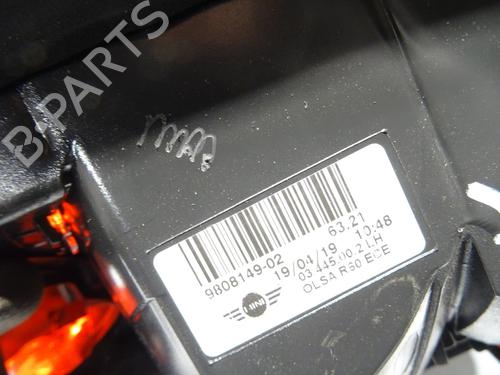 B-PARTS
9808149-02 63.21
19/04/19 10:48
03.445.00.2 LH
OLSA R60 ECE
MINI